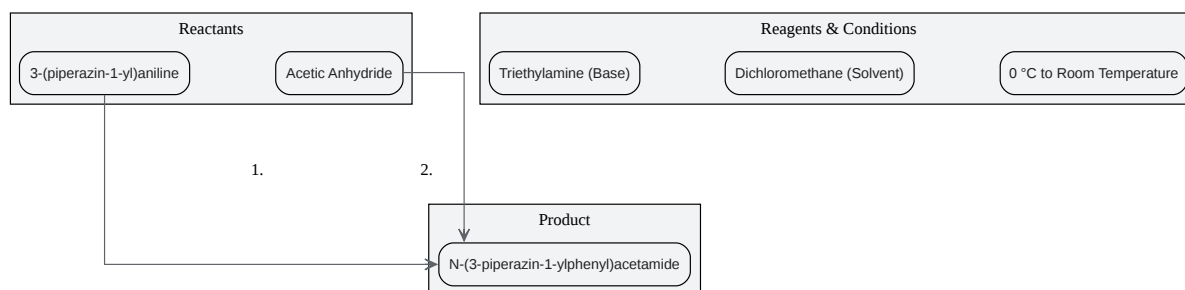 Reactants
Reagents & Conditions
3-(piperazin-1-yl)aniline
Acetic Anhydride
Triethylamine (Base)
Dichloromethane (Solvent)
0 °C to Room Temperature
1.
2.
Product
N-(3-piperazin-1-ylphenyl)acetamide